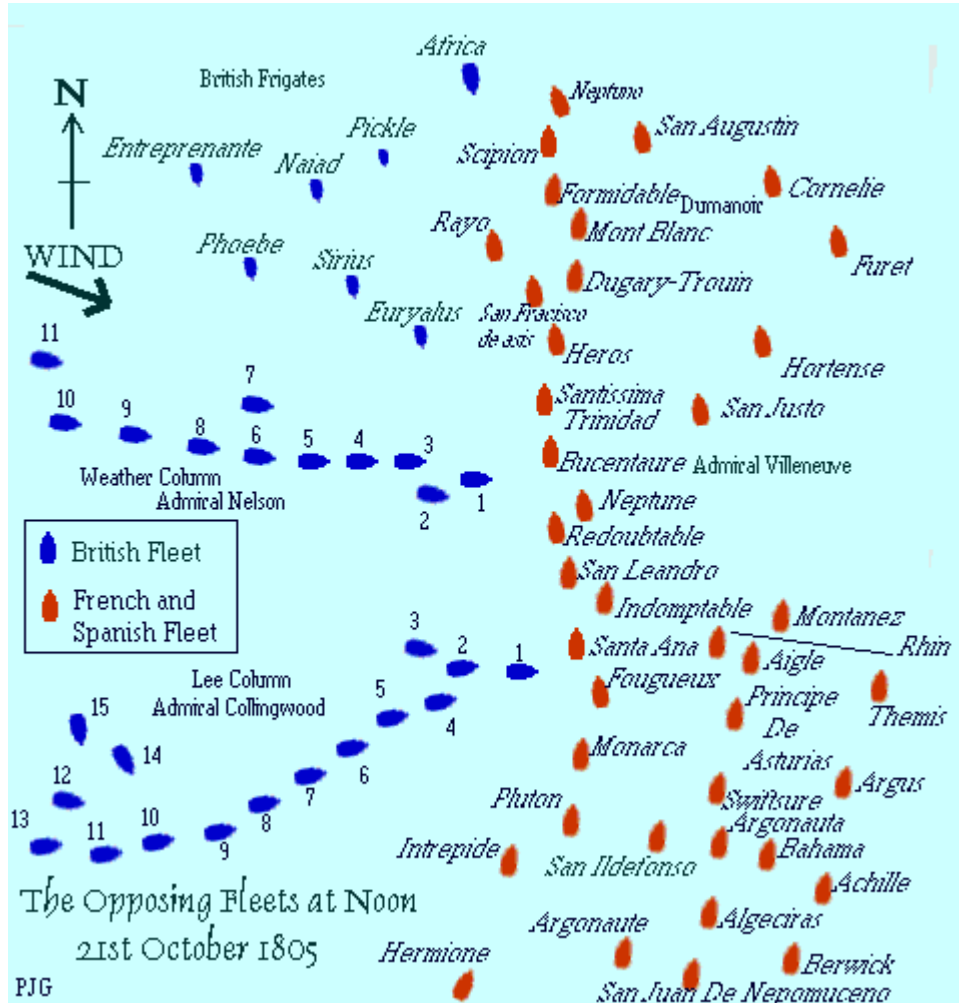 Africa
British Frigates
N
Neptuno
Pickle
San Augustin
Entreprenante
Naiad
Scipion
Cornelie
Formidable
Dumanoir
Rayo
Mont Blanc
Phoebe
Sirius
Furet
WIND
Dugary-Trouin
Euryalus
San Fracisco
de asis
11
Heros
Hortense
7
10
9
8
6
5
4
3
Santissima
Trinidad
San Justo
Bucentaure
Admiral Villeneuve
Weather Column
Admiral Nelson
2
1
Neptune
Redoubtable
British Fleet
San Leandro
French and
Spanish Fleet
Indomptable
Montanez
3
2
1
Santa Ana
Rhin
Aigle
Lee Column
Admiral Collingwood
Fougueux
5
4
15
Principe
De
Asturias
Themis
14
Monarca
6
12
7
Argus
Swiftsure
Pluton
8
13
11
10
9
Argonauta
Intrepide
San Ildefonso
Bahama
Achille
The Opposing Fleets at Noon
21st October 1805
Argonaute
Algeciras
Hermione
Berwick
San Juan De Nepomuceno
PJG